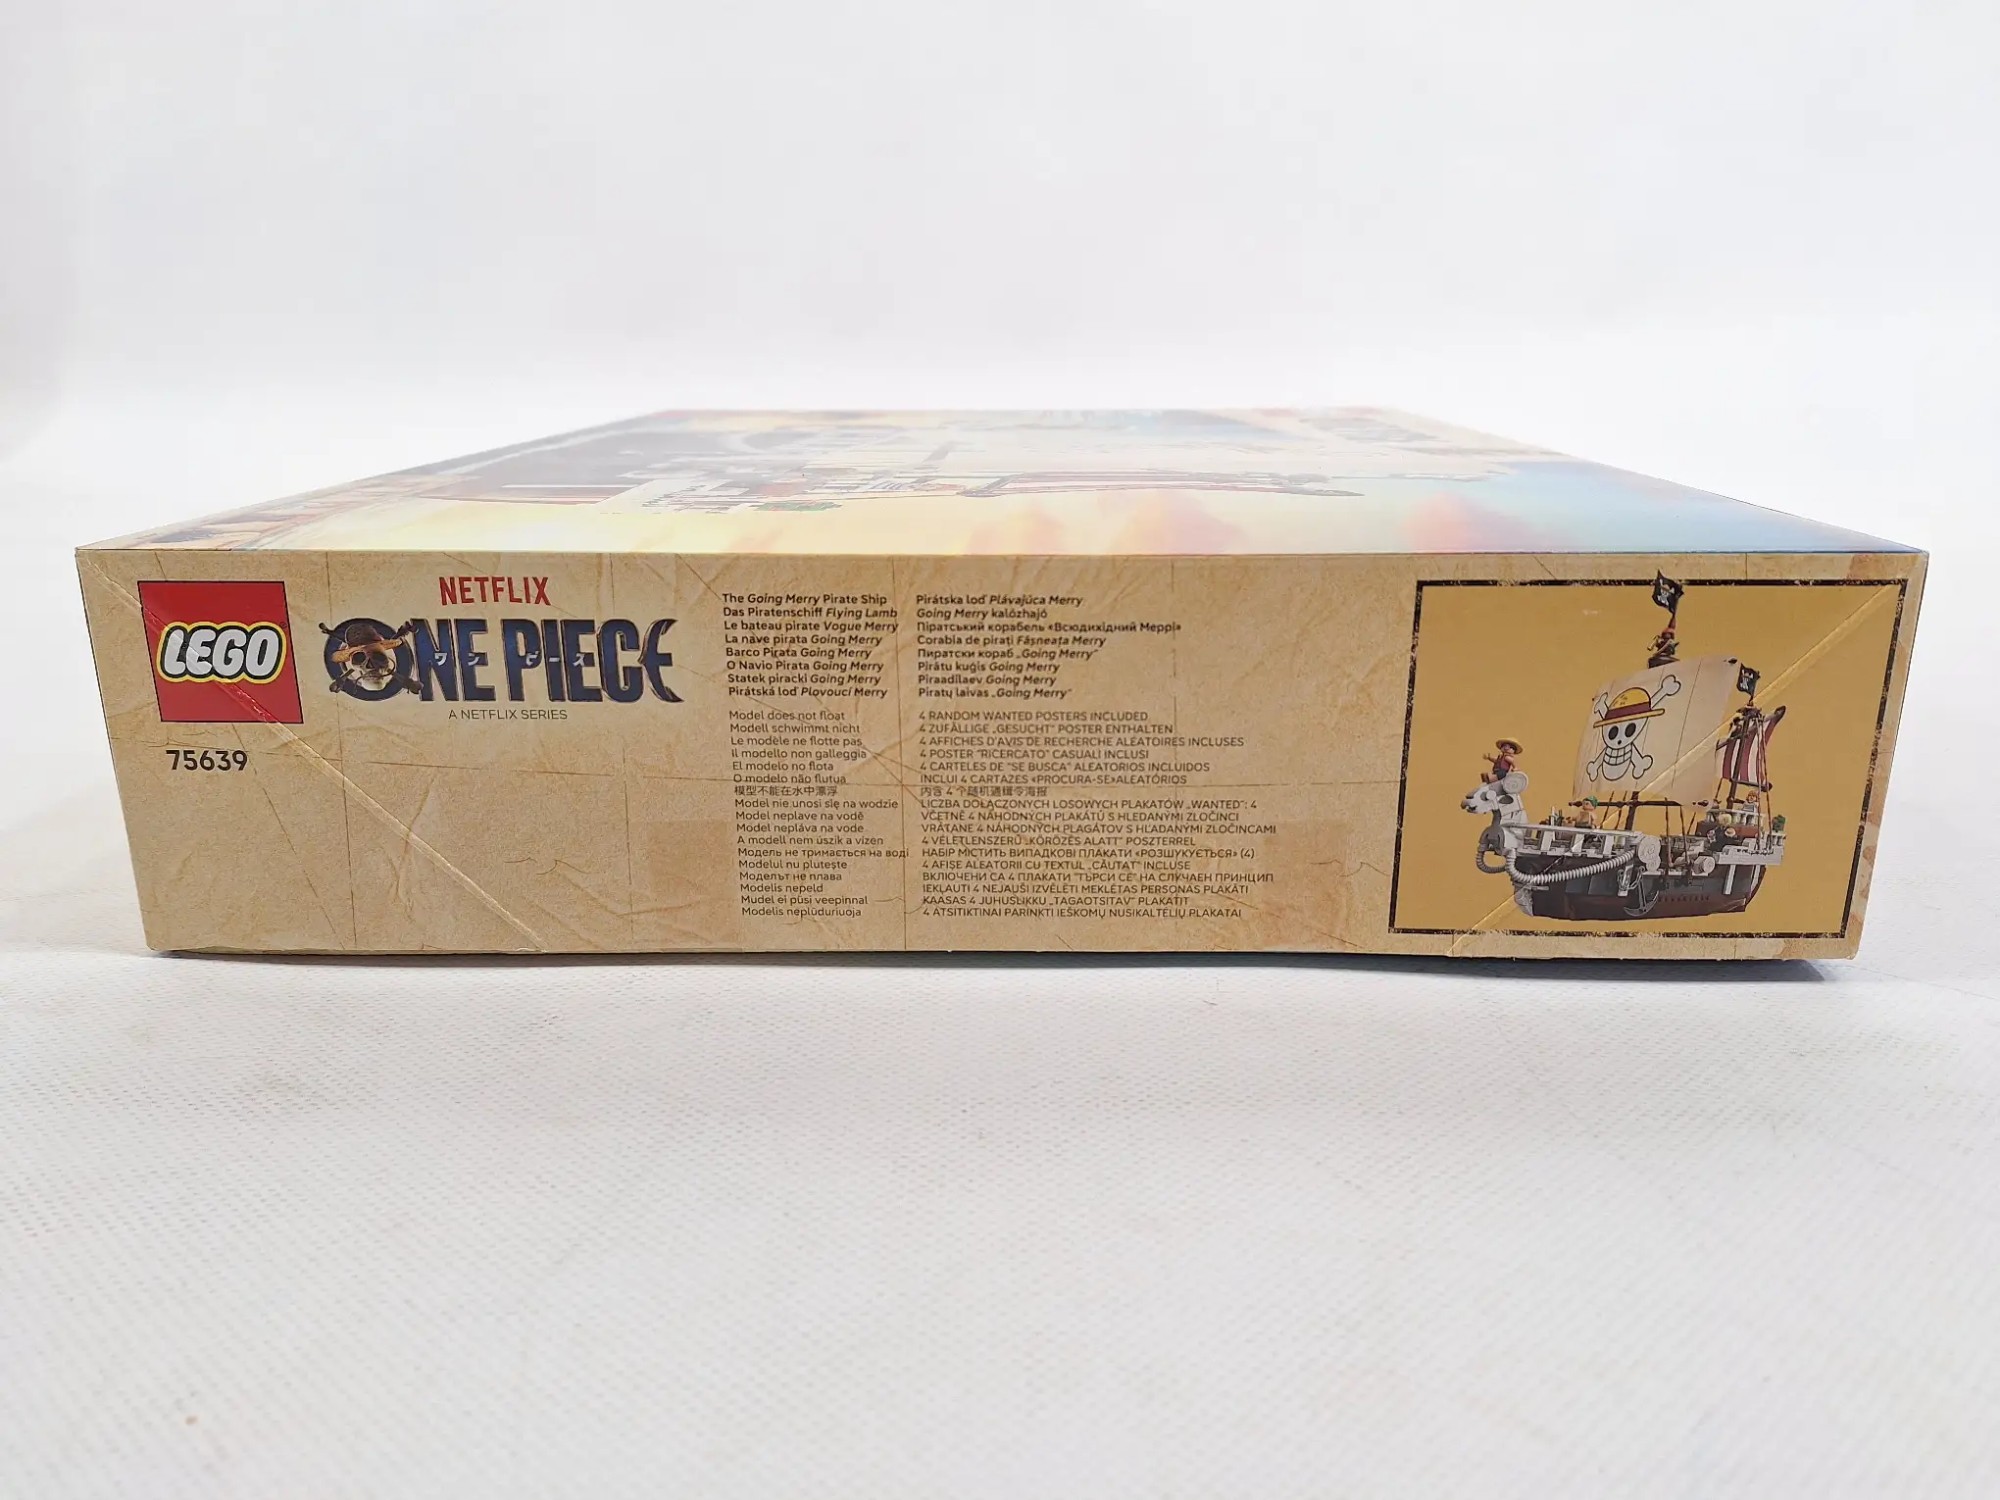 LEGO
75639
NETFLIX
ONE PIECE
ワンピース
A NETFLIX SERIES
The Going Merry Pirate Ship
Das Piratenschiff Flying Lamb
Le bateau pirate Vogue Merry
La nave pirata Going Merry
Barco Pirata Going Merry
O Navio Pirata Going Merry
Statek piracki Going Merry
Pirátská loď Plovoucí Merry
Pirátska loď Plávajúca Merry
Going Merry kalózhajó
Піратський корабель «Всюдихідний Меррі»
Corabia de pirați Fâșneața Merry
Пиратски кораб „Going Merry“
Pirātu kuģis Going Merry
Piraadilaev Going Merry
Piratų laivas „Going Merry“
Model does not float
Modell schwimmt nicht
Le modèle ne flotte pas
Il modello non galleggia
El modelo no flota
O modelo não flutua
模型不能在水中漂浮
Model nie unosi się na wodzie
Model neplave na vodě
Model nepláva na vode
A modell nem úszik a vízen
Модель не тримається на воді
Modelul nu plutește
Моделът не плава
Modelis nepeld
Mudel ei püsi veepinnal
Modelis neplūduriuoja
4 RANDOM WANTED POSTERS INCLUDED
4 ZUFÄLLIGE „GESUCHT“ POSTER ENTHALTEN
4 AFFICHES D'AVIS DE RECHERCHE ALÉATOIRES INCLUSES
4 POSTER "RICERCATO" CASUALI INCLUSI
4 CARTELES DE "SE BUSCA" ALEATORIOS INCLUIDOS
INCLUI 4 CARTAZES «PROCURA-SE» ALEATÓRIOS
内含 4 个随机通缉令海报
LICZBA DOŁĄCZONYCH LOSOWYCH PLAKATÓW „WANTED”: 4
VČETNĚ 4 NÁHODNÝCH PLAKÁTŮ S HLEDANÝMI ZLOČINCI
VRÁTANE 4 NÁHODNÝCH PLAGÁTOV S HĽADANÝMI ZLOČINCAMI
4 VÉLETLENSZERŰ „KÖRÖZÉS ALATT” POSZTERREL
НАБІР МІСТИТЬ ВИПАДКОВІ ПЛАКАТИ «РОЗШУКУЄТЬСЯ» (4)
4 AFIȘE ALEATORII CU TEXTUL „CĂUTAT” INCLUSE
ВКЛЮЧЕНИ СА 4 ПЛАКАТИ "ТЪРСИ СЕ" НА СЛУЧАЕН ПРИНЦИП
IEKĻAUTI 4 NEJAUŠI IZVĒLĒTI MEKLĒTAS PERSONAS PLAKĀTI
KAASAS 4 JUHUSLIKKU „TAGAOTSITAV” PLAKATIT
4 ATSITIKTINAI PARINKTI IEŠKOMŲ NUSIKALTĖLIŲ PLAKATAI